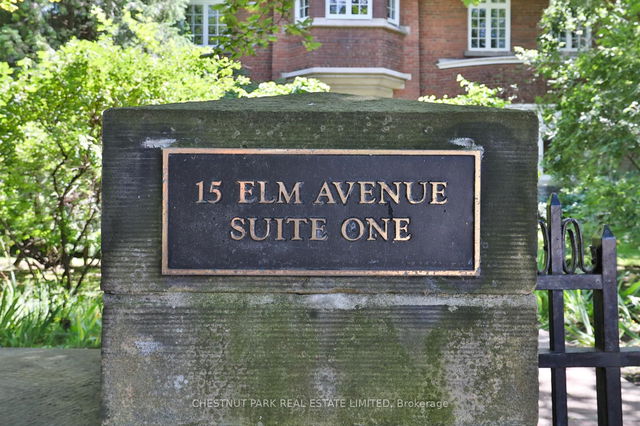 15 ELM AVENUE
SUITE ONE
CHESTNUT PARK REAL ESTATE LIMITED, Brokerage